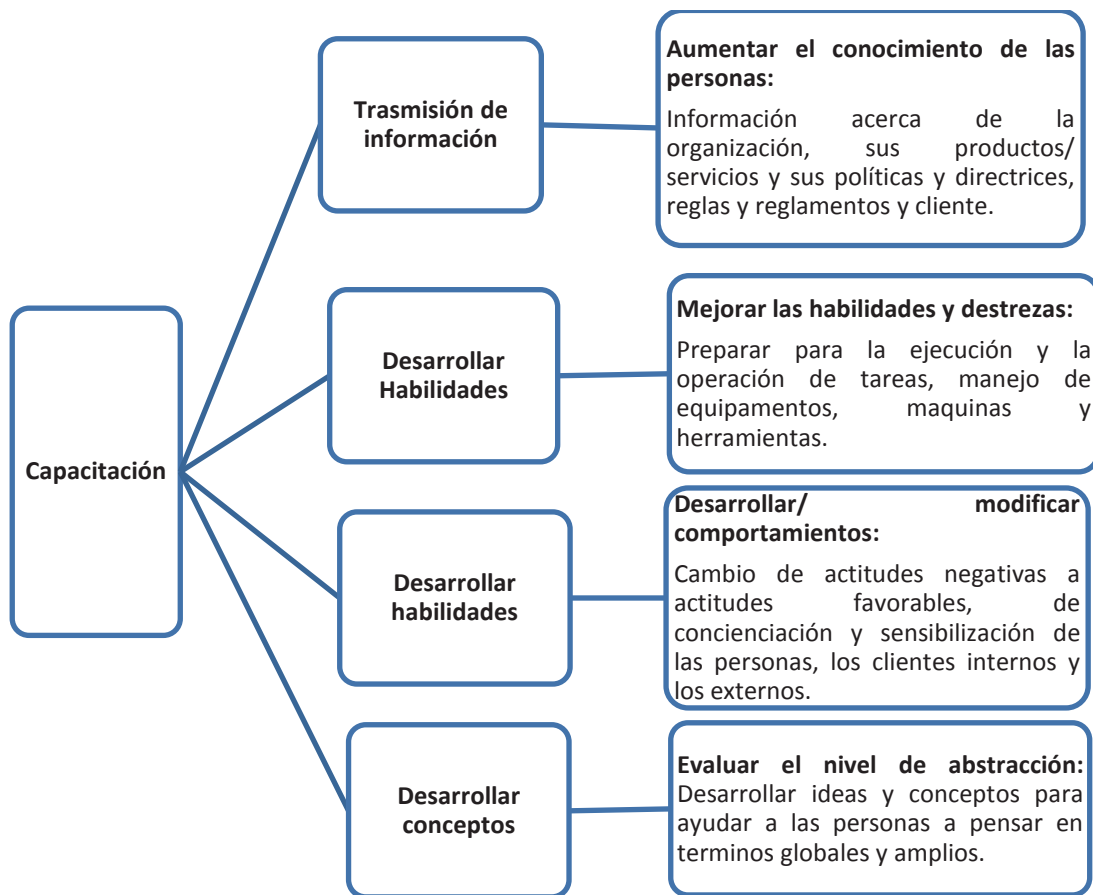 Capacitación
Trasmisión de
información
Aumentar el conocimiento de las
personas:
Información acerca de la
organización, sus productos/
servicios y sus políticas y directrices,
reglas y reglamentos y cliente.
Desarrollar
Habilidades
Mejorar las habilidades y destrezas:
Preparar para la ejecución y la
operación de tareas, manejo de
equipamentos, maquinas y
herramientas.
Desarrollar
habilidades
Desarrollar/ modificar
comportamientos:
Cambio de actitudes negativas a
actitudes favorables, de
concienciación y sensibilización de
las personas, los clientes internos y
los externos.
Desarrollar
conceptos
Evaluar el nivel de abstracción:
Desarrollar ideas y conceptos para
ayudar a las personas a pensar en
terminos globales y amplios.